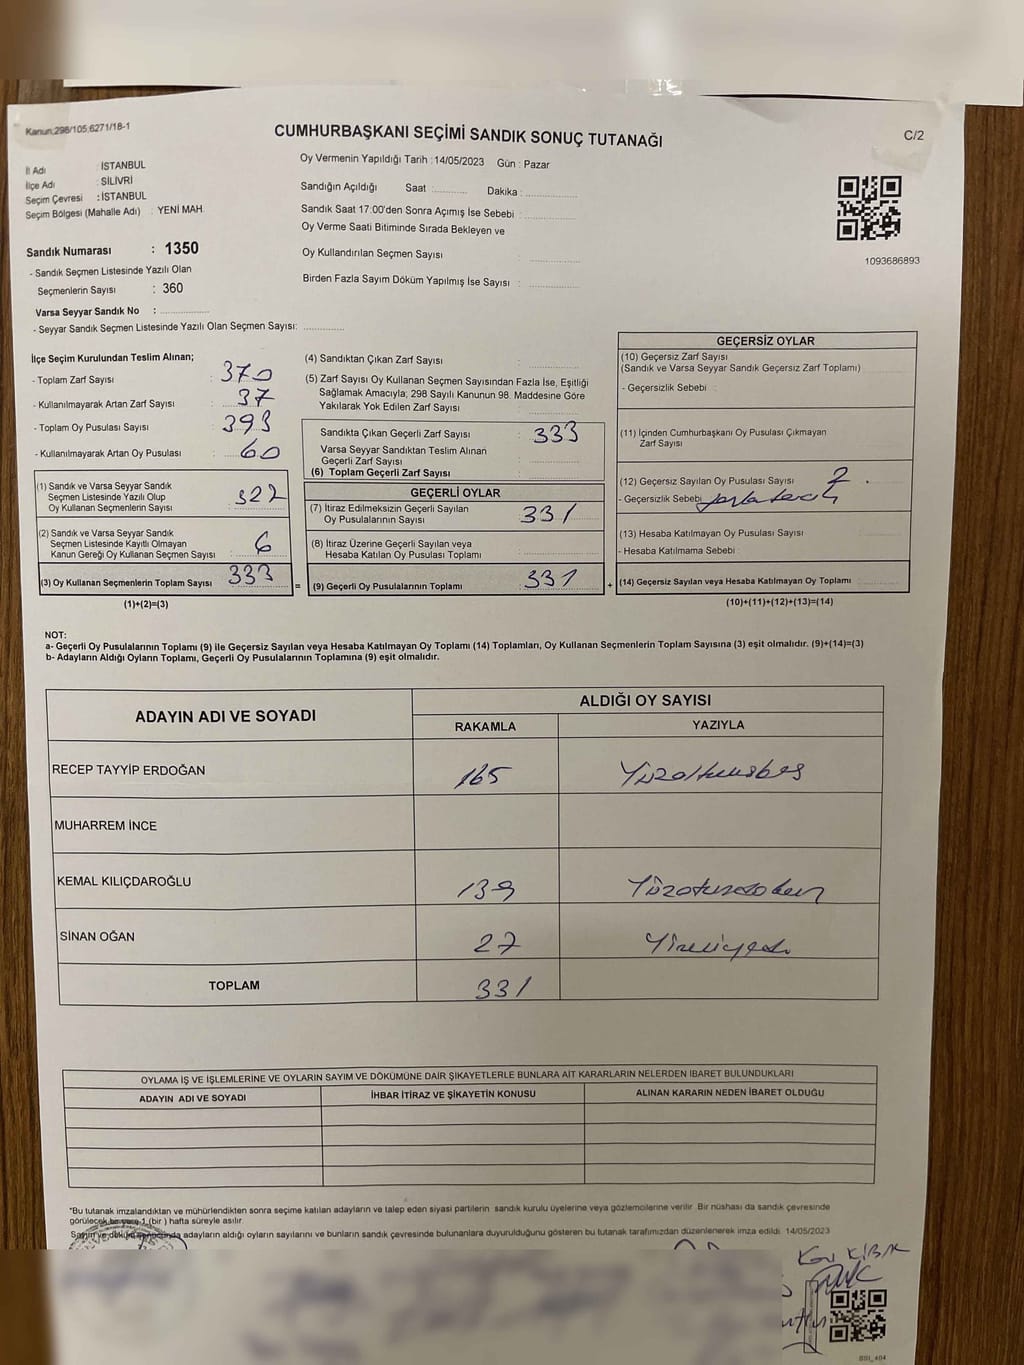 Kanun;298/105;6271/18-1
CUMHURBAŞKANI SEÇİMİ SANDIK SONUÇ TUTANAĞI
C/2
İl Adı : İSTANBUL
İlçe Adı : SİLİVRİ
Seçim Çevresi : İSTANBUL
Seçim Bölgesi (Mahalle Adı) : YENİ MAH.
Oy Vermenin Yapıldığı Tarih : 14/05/2023 Gün : Pazar
Sandığın Açıldığı Saat : Dakika :
Sandık Saat 17:00'den Sonra Açımış İse Sebebi :
Oy Verme Saati Bitiminde Sırada Bekleyen ve
Oy Kullandırılan Seçmen Sayısı
Birden Fazla Sayım Döküm Yapılmış İse Sayısı :
1093686893
Sandık Numarası : 1350
- Sandık Seçmen Listesinde Yazılı Olan
Seçmenlerin Sayısı : 360
Varsa Seyyar Sandık No :
- Seyyar Sandık Seçmen Listesinde Yazılı Olan Seçmen Sayısı:
İlçe Seçim Kurulundan Teslim Alınan;
- Toplam Zarf Sayısı : 370
- Kullanılmayarak Artan Zarf Sayısı : 37
- Toplam Oy Pusulası Sayısı : 393
- Kullanılmayarak Artan Oy Pusulası : 60
(1) Sandık ve Varsa Seyyar Sandık
Seçmen Listesinde Yazılı Olup
Oy Kullanan Seçmenlerin Sayısı : 327
(2) Sandık ve Varsa Seyyar Sandık
Seçmen Listesinde Kayıtlı Olmayan
Kanun Gereği Oy Kullanan Seçmen Sayısı : 6
(3) Oy Kullanan Seçmenlerin Toplam Sayısı 333
(1)+(2)=(3)
=
(4) Sandıktan Çıkan Zarf Sayısı :
(5) Zarf Sayısı Oy Kullanan Seçmen Sayısından Fazla İse, Eşitliği
Sağlamak Amacıyla; 298 Sayılı Kanunun 98. Maddesine Göre
Yakılarak Yok Edilen Zarf Sayısı :
Sandıkta Çıkan Geçerli Zarf Sayısı : 333
Varsa Seyyar Sandıktan Teslim Alınan
Geçerli Zarf Sayısı :
(6) Toplam Geçerli Zarf Sayısı :
GEÇERLİ OYLAR
(7) İtiraz Edilmeksizin Geçerli Sayılan
Oy Pusulalarının Sayısı : 331
(8) İtiraz Üzerine Geçerli Sayılan veya
Hesaba Katılan Oy Pusulası Toplamı :
(9) Geçerli Oy Pusulalarının Toplamı : 331
+
GEÇERSİZ OYLAR
(10) Geçersiz Zarf Sayısı
(Sandık ve Varsa Seyyar Sandık Geçersiz Zarf Toplamı)
- Geçersizlik Sebebi :
(11) İçinden Cumhurbaşkanı Oy Pusulası Çıkmayan
Zarf Sayısı
(12) Geçersiz Sayılan Oy Pusulası Sayısı : 2
- Geçersizlik Sebebi
(13) Hesaba Katılmayan Oy Pusulası Sayısı :
- Hesaba Katılmama Sebebi :
(14) Geçersiz Sayılan veya Hesaba Katılmayan Oy Toplamı :
(10)+(11)+(12)+(13)=(14)
NOT:
a- Geçerli Oy Pusulalarının Toplamı (9) ile Geçersiz Sayılan veya Hesaba Katılmayan Oy Toplamı (14) Toplamları, Oy Kullanan Seçmenlerin Toplam Sayısına (3) eşit olmalıdır. (9)+(14)=(3)
b- Adayların Aldığı Oyların Toplamı, Geçerli Oy Pusulalarının Toplamına (9) eşit olmalıdır.
ADAYIN ADI VE SOYADI
ALDIĞI OY SAYISI
RAKAMLA YAZIYLA
RECEP TAYYİP ERDOĞAN 165 Yüzaltmışbeş
MUHARREM İNCE
KEMAL KILIÇDAROĞLU 139 Yüzotuzdokuz
SİNAN OĞAN 27 Yirmiyedi
TOPLAM 331
OYLAMA İŞ VE İŞLEMLERİNE VE OYLARIN SAYIM VE DÖKÜMÜNE DAİR ŞİKAYETLERLE BUNLARA AİT KARARLARIN NELERDEN İBARET BULUNDUKLARI
ADAYIN ADI VE SOYADI İHBAR İTİRAZ VE ŞİKAYETİN KONUSU ALINAN KARARIN NEDEN İBARET OLDUĞU
*Bu tutanak imzalandıktan ve mühürlendikten sonra seçime katılan adayların ve talep eden siyasi partilerin sandık kurulu üyelerine veya gözlemcilerine verilir. Bir nüshası da sandık çevresinde
görülecek bir yere 1 (bir) hafta süreyle asılır.
Sayım ve döküm sonucunda adayların aldığı oyların sayılarını ve bunların sandık çevresinde bulunanlara duyurulduğunu gösteren bu tutanak tarafımızdan düzenlenerek imza edildi. 14/05/2023
BSI_404